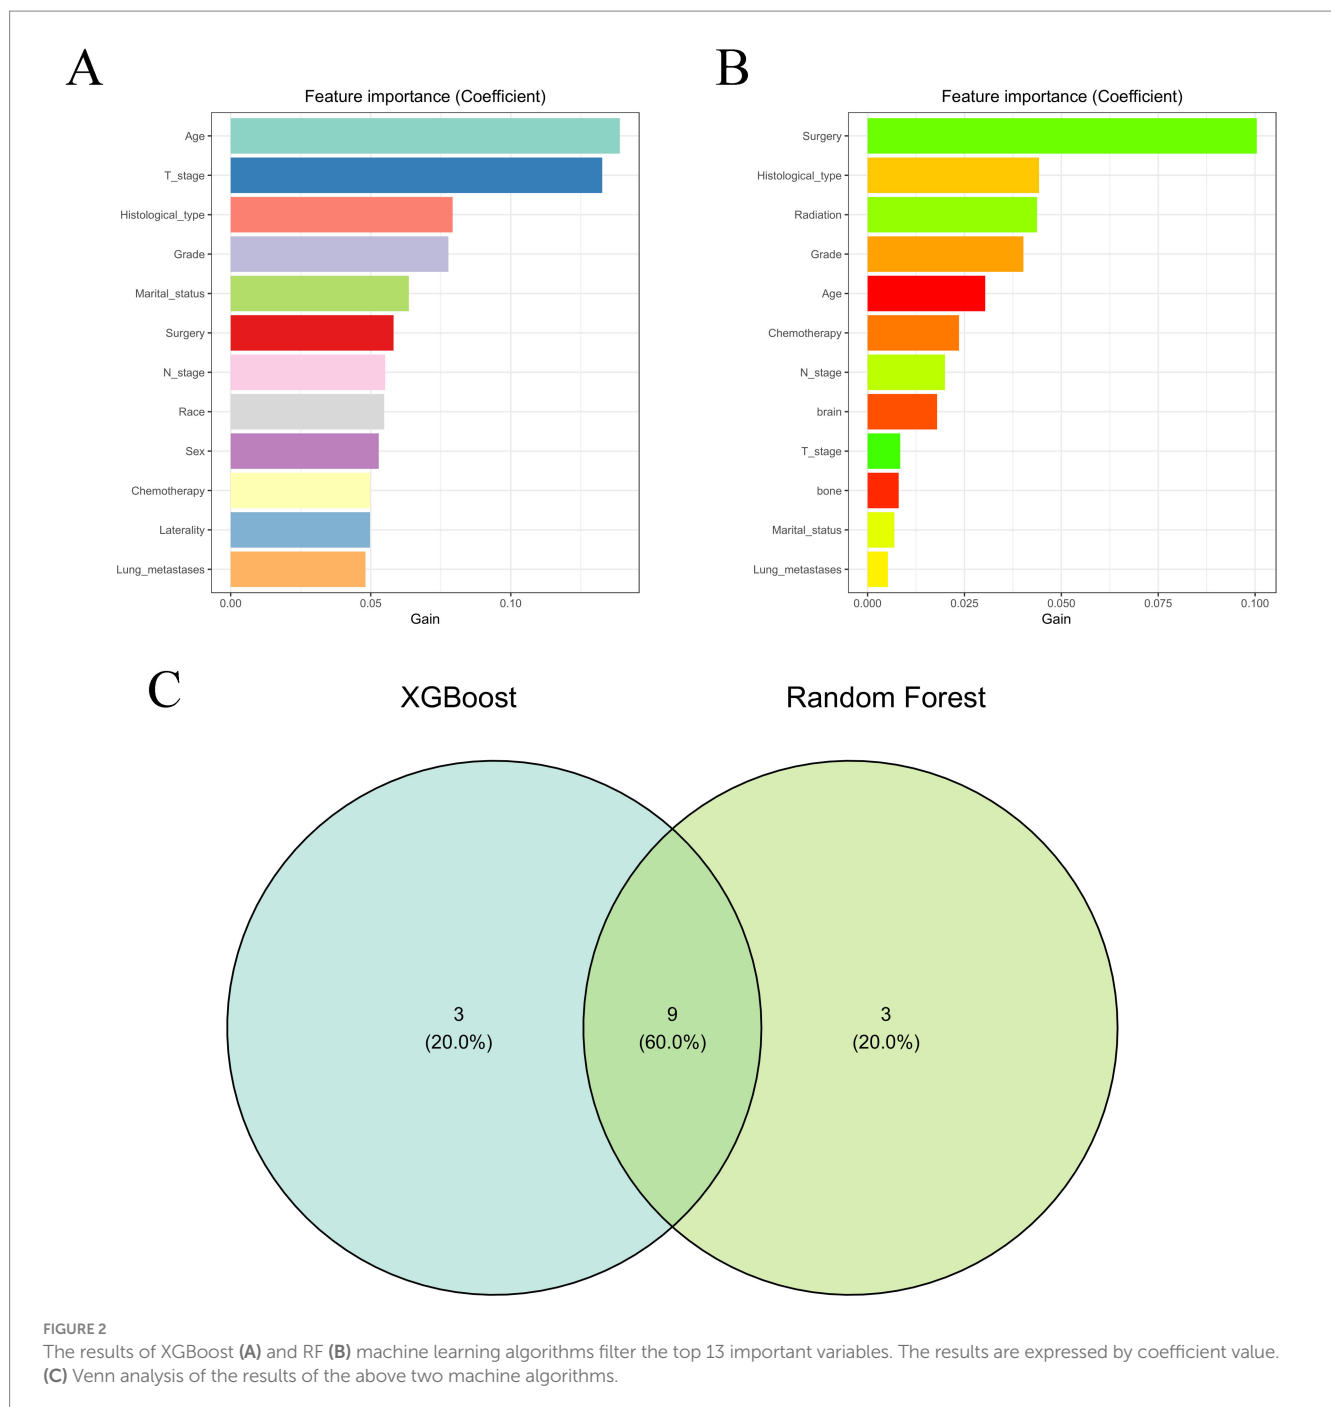 A
Feature importance (Coefficient)
Age
T_stage
Histological_type
Grade
Marital_status
Surgery
N_stage
Race
Sex
Chemotherapy
Laterality
Lung_metastases
0.00 0.05 0.10
Gain
B
Feature importance (Coefficient)
Surgery
Histological_type
Radiation
Grade
Age
Chemotherapy
N_stage
brain
T_stage
bone
Marital_status
Lung_metastases
0.000 0.025 0.050 0.075 0.100
Gain
C
XGBoost Random Forest
3 9 3
(20.0%) (60.0%) (20.0%)
FIGURE 2
The results of XGBoost (A) and RF (B) machine learning algorithms filter the top 13 important variables. The results are expressed by coefficient value.
(C) Venn analysis of the results of the above two machine algorithms.